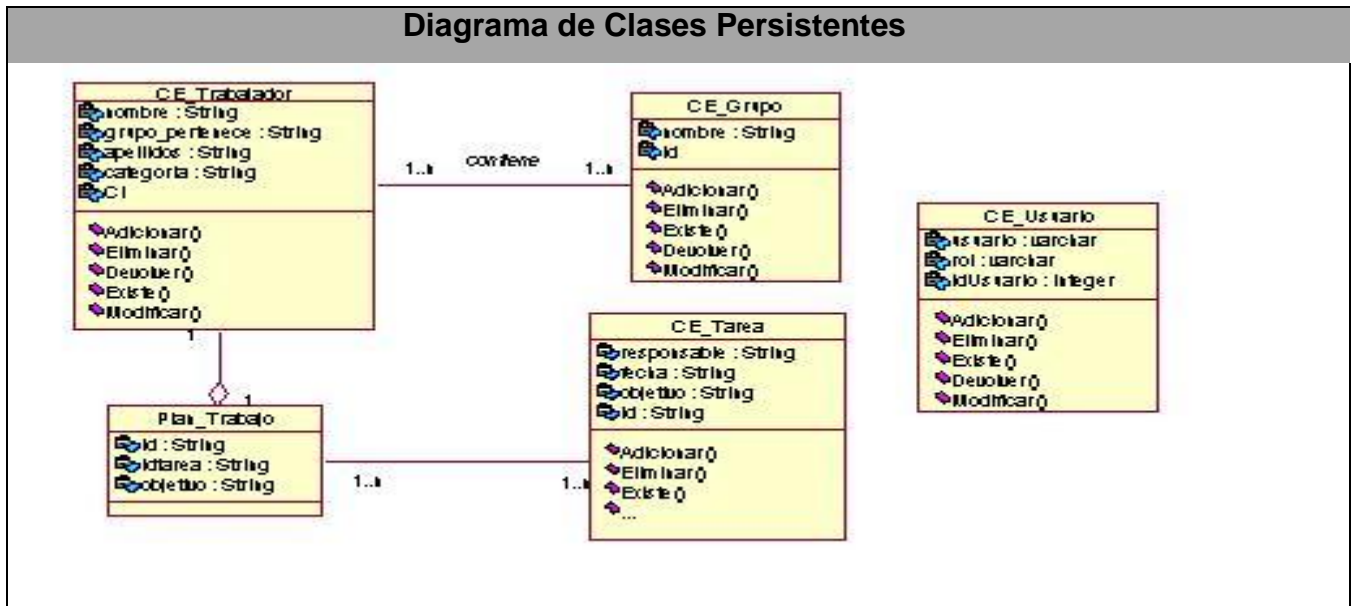 Diagrama de Clases Persistentes
CE_Trabajador
nombre : String
grupo_pertenece : String
apellidos : String
categoria : String
CI
Adicionar()
Eliminar()
Devolver()
Existe()
Modificar()
1
1..n
contiene
1..n
CE_Grupo
nombre : String
id
Adicionar()
Eliminar()
Existe()
Devolver()
Modificar()
CE_Usuario
usuario : varchar
rol : varchar
idUsuario : Integer
Adicionar()
Eliminar()
Existe()
Devolver()
Modificar()
1
Plan_Trabajo
id : String
idtarea : String
objetivo : String
1..n
1..n
CE_Tarea
responsable : String
fecha : String
objetivo : String
id : String
Adicionar()
Eliminar()
Existe()
...